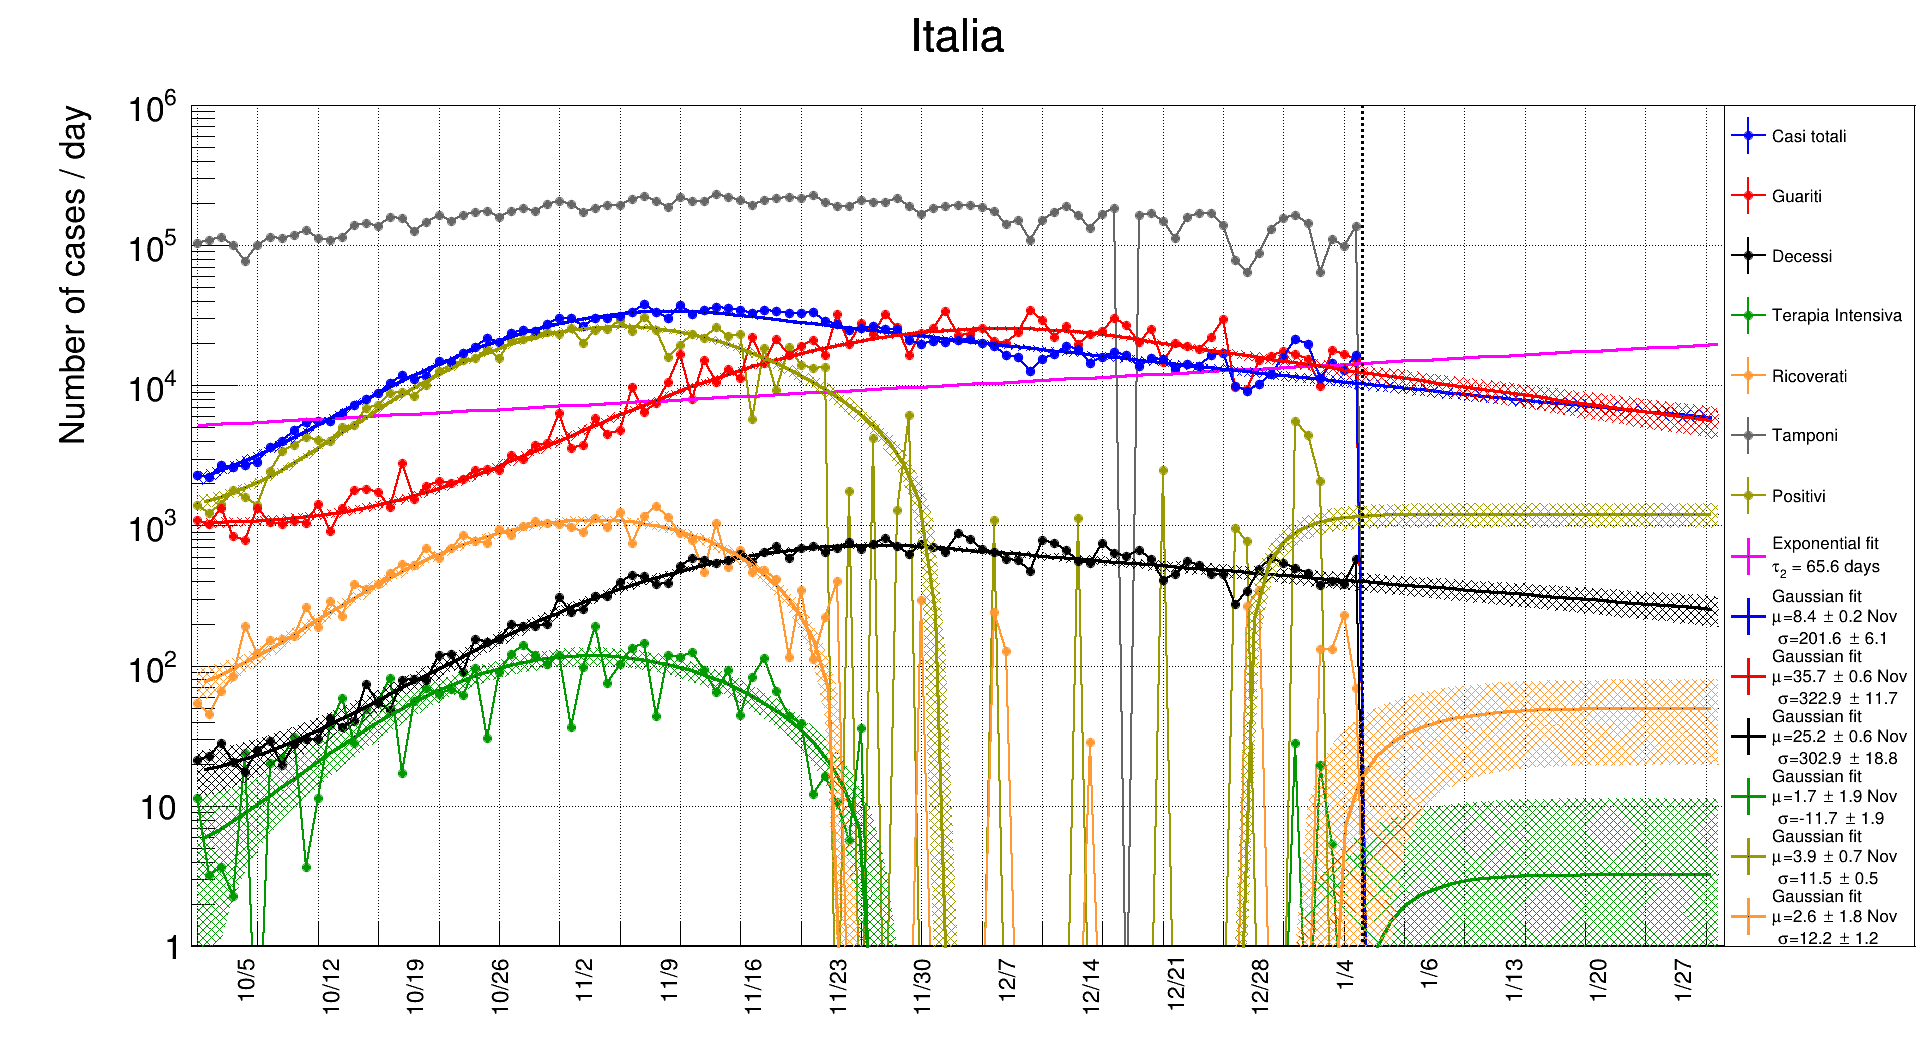 Italia
Number of cases / day
10^6
10^5
10^4
10^3
10^2
10
1
10/5
10/12
10/19
10/26
11/2
11/9
11/16
11/23
11/30
12/7
12/14
12/21
12/28
1/4
1/6
1/13
1/20
1/27
Casi totali
Guariti
Decessi
Terapia Intensiva
Ricoverati
Tamponi
Positivi
Exponential fit
τ₂ = 65.6 days
Gaussian fit
μ=8.4 ± 0.2 Nov
σ=201.6 ± 6.1
Gaussian fit
μ=35.7 ± 0.6 Nov
σ=322.9 ± 11.7
Gaussian fit
μ=25.2 ± 0.6 Nov
σ=302.9 ± 18.8
Gaussian fit
μ=1.7 ± 1.9 Nov
σ=-11.7 ± 1.9
Gaussian fit
μ=3.9 ± 0.7 Nov
σ=11.5 ± 0.5
Gaussian fit
μ=2.6 ± 1.8 Nov
σ=12.2 ± 1.2